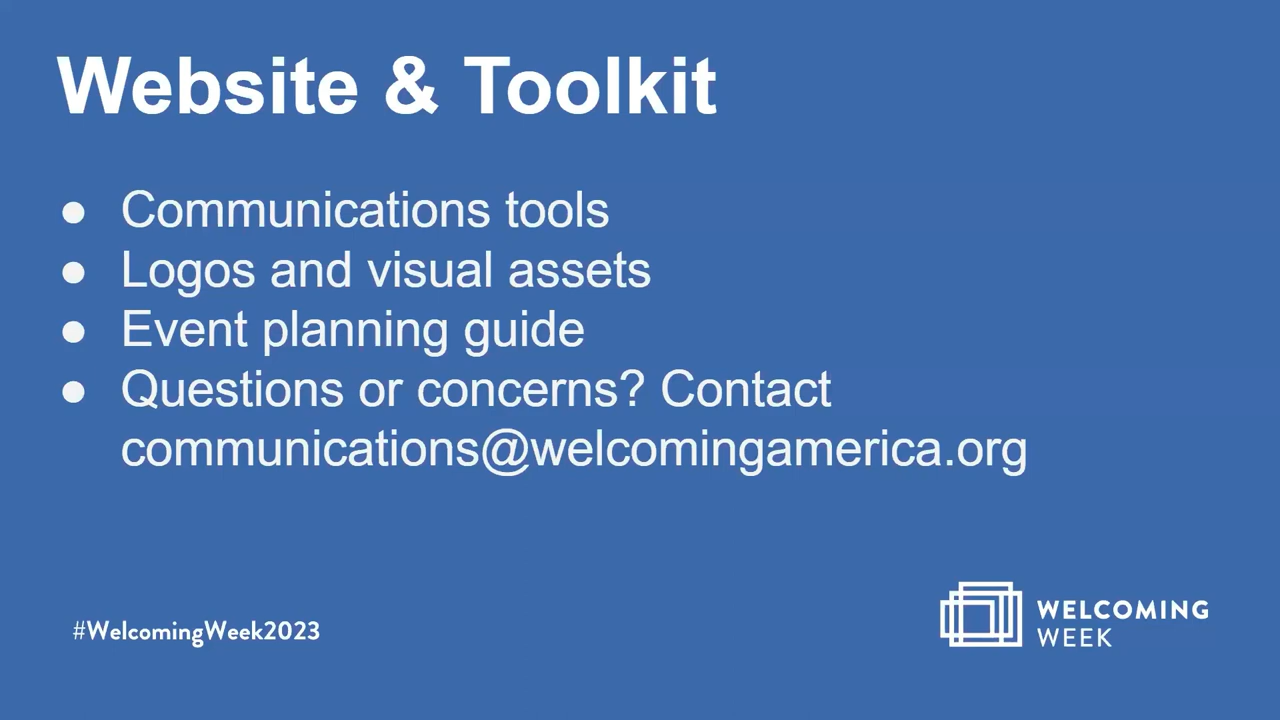 Website & Toolkit
● Communications tools
● Logos and visual assets
● Event planning guide
● Questions or concerns? Contact
communications@welcomingamerica.org
#WelcomingWeek2023
WELCOMING
WEEK